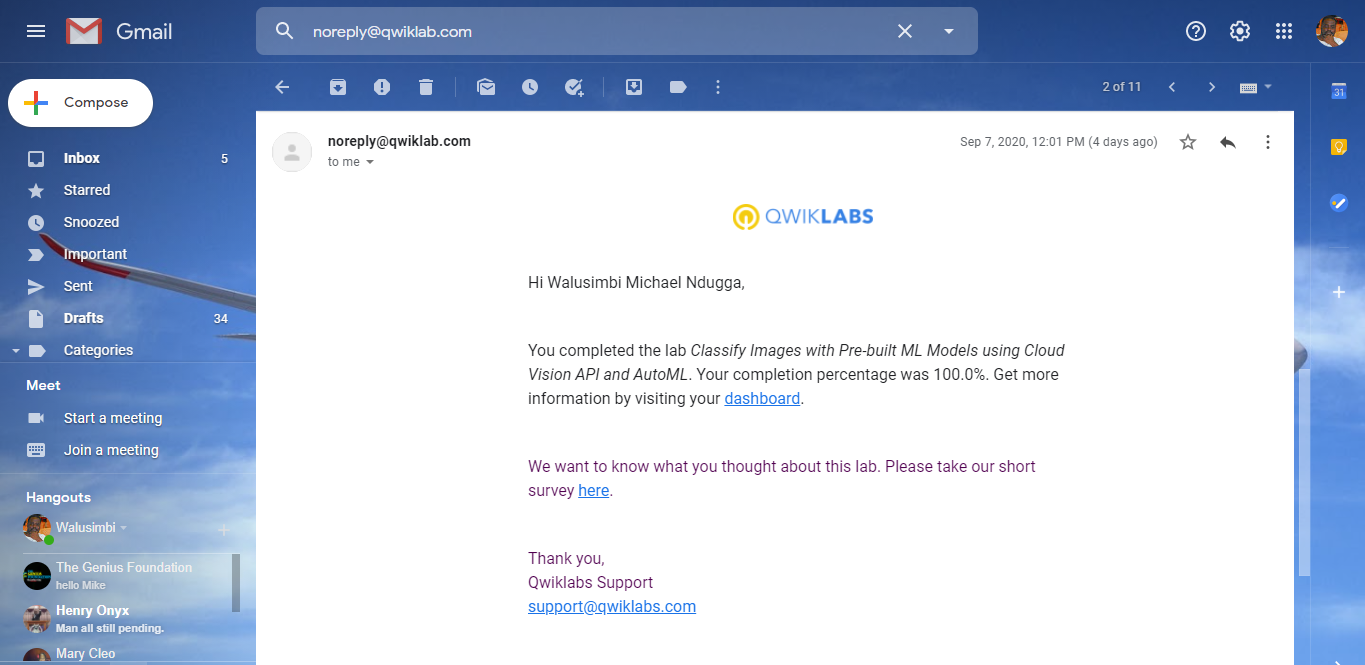 Gmail
noreply@qwiklab.com
Compose
2 of 11
31
Inbox 5
Starred
Snoozed
Important
Sent
Drafts 34
Categories
Meet
Start a meeting
Join a meeting
Hangouts
Walusimbi
The Genius Foundation
hello Mike
Henry Onyx
Man all still pending.
Mary Cleo
noreply@qwiklab.com
Sep 7, 2020, 12:01 PM (4 days ago)
to me
QWIKLABS
Hi Walusimbi Michael Ndugga,
You completed the lab Classify Images with Pre-built ML Models using Cloud
Vision API and AutoML. Your completion percentage was 100.0%. Get more
information by visiting your dashboard.
We want to know what you thought about this lab. Please take our short
survey here.
Thank you,
Qwiklabs Support
support@qwiklabs.com